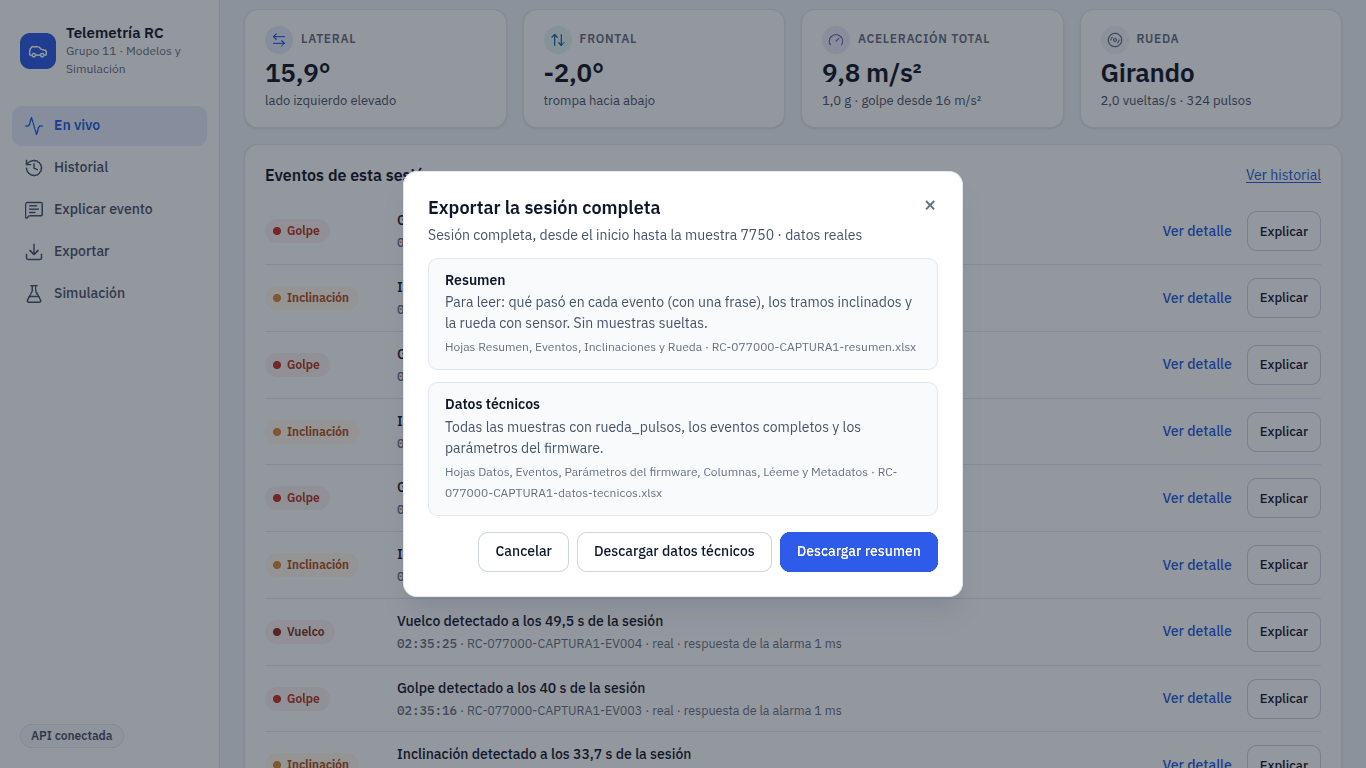 Telemetría RC
Grupo 11 · Modelos y
Simulación
En vivo
Historial
Explicar evento
Exportar
Simulación
API conectada
LATERAL
15,9°
lado izquierdo elevado
FRONTAL
-2,0°
trompa hacia abajo
ACELERACIÓN TOTAL
9,8 m/s²
1,0 g · golpe desde 16 m/s²
RUEDA
Girando
2,0 vueltas/s · 324 pulsos
Eventos de esta
Ver historial
Golpe
Ver detalle
Explicar
Inclinación
Ver detalle
Explicar
Golpe
Ver detalle
Explicar
Inclinación
Ver detalle
Explicar
Golpe
Ver detalle
Explicar
Inclinación
Ver detalle
Explicar
Vuelco
Vuelco detectado a los 49,5 s de la sesión
02:35:25 · RC-077000-CAPTURA1-EV004 · real · respuesta de la alarma 1 ms
Ver detalle
Explicar
Golpe
Golpe detectado a los 40 s de la sesión
02:35:16 · RC-077000-CAPTURA1-EV003 · real · respuesta de la alarma 1 ms
Ver detalle
Explicar
Inclinación
Inclinación detectado a los 33,7 s de la sesión
Ver detalle
Explicar
Exportar la sesión completa
×
Sesión completa, desde el inicio hasta la muestra 7750 · datos reales
Resumen
Para leer: qué pasó en cada evento (con una frase), los tramos inclinados y
la rueda con sensor. Sin muestras sueltas.
Hojas Resumen, Eventos, Inclinaciones y Rueda · RC-077000-CAPTURA1-resumen.xlsx
Datos técnicos
Todas las muestras con rueda_pulsos, los eventos completos y los
parámetros del firmware.
Hojas Datos, Eventos, Parámetros del firmware, Columnas, Léeme y Metadatos · RC-
077000-CAPTURA1-datos-tecnicos.xlsx
Cancelar
Descargar datos técnicos
Descargar resumen